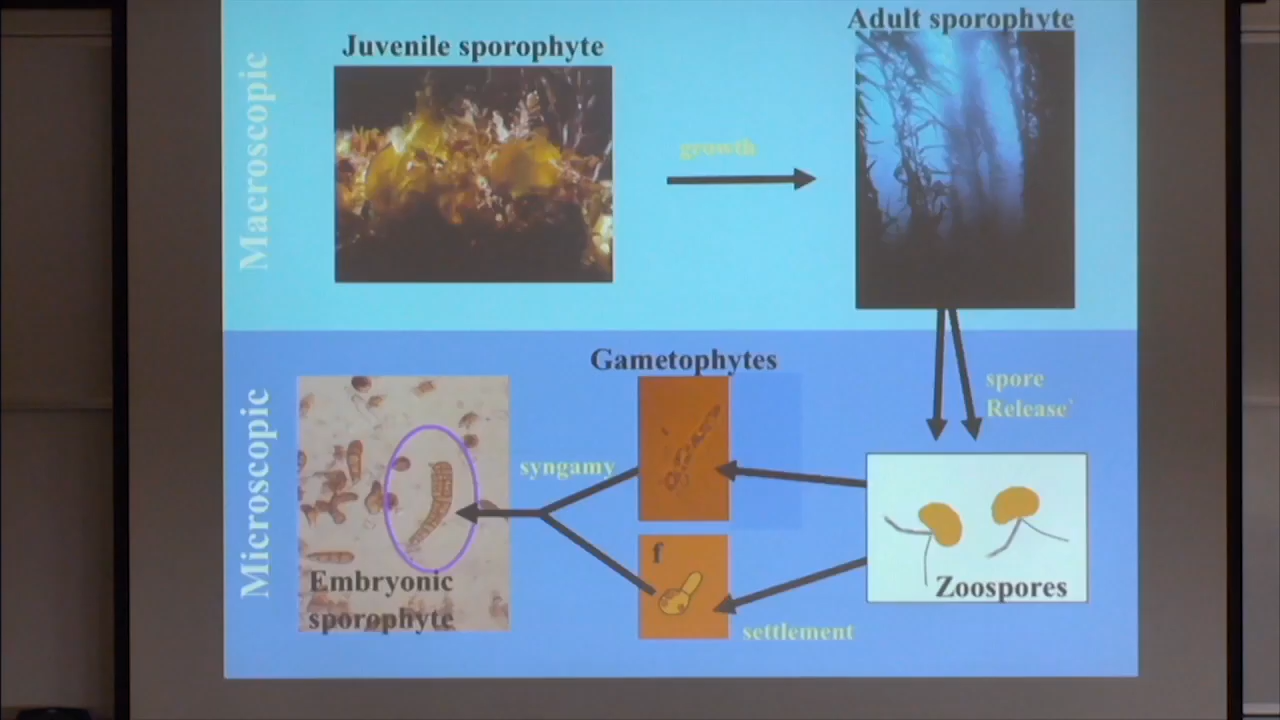 Macroscopic
Juvenile sporophyte
growth
Adult sporophyte
Microscopic
Gametophytes
spore
Release'
syngamy
f
Embryonic
sporophyte
Zoospores
settlement